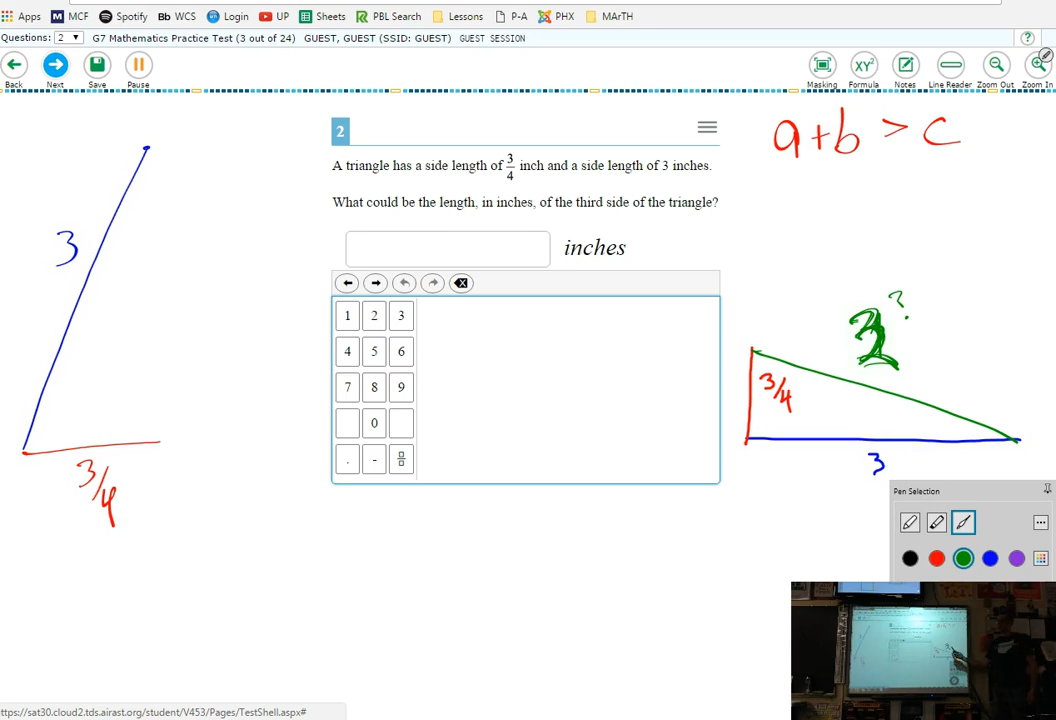 Apps MCF Spotify Bb WCS Login UP Sheets PBL Search Lessons P-A PHX MArTH
Questions: 2 G7 Mathematics Practice Test (3 out of 24) GUEST, GUEST (SSID: GUEST) GUEST SESSION
Back Next Save Pause Masking XY² Formula Notes Line Reader Zoom Out Zoom In
2
a+b > c
A triangle has a side length of 3/4 inch and a side length of 3 inches.
What could be the length, in inches, of the third side of the triangle?
inches
1 2 3
4 5 6
7 8 9
0
. -
3
3/4
?
3/4
3
Pen Selection
ttps://sat30.cloud2.tds.airast.org/student/V453/Pages/TestShell.aspx#